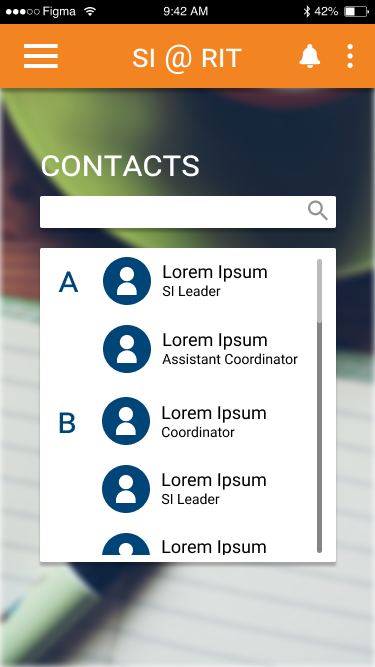 Figma 9:42 AM 42%
SI @ RIT
CONTACTS
A
Lorem Ipsum
SI Leader
Lorem Ipsum
Assistant Coordinator
B
Lorem Ipsum
Coordinator
Lorem Ipsum
SI Leader
Lorem Ipsum